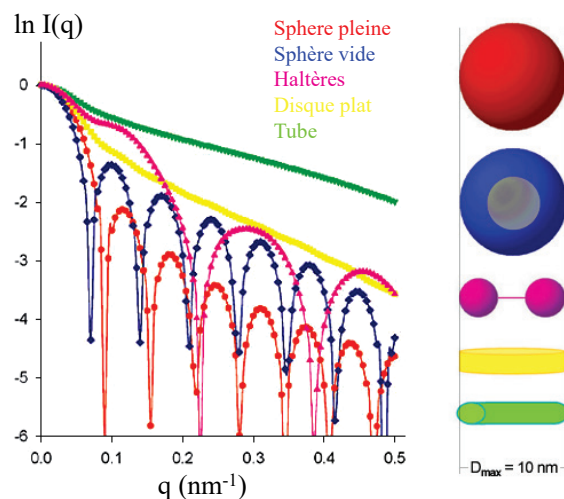 ln I(q)
Sphere pleine
Sphère vide
Haltères
Disque plat
Tube
0
-1
-2
-3
-4
-5
-6
0.0 0.1 0.2 0.3 0.4 0.5
q (nm-1)
Dmax = 10 nm